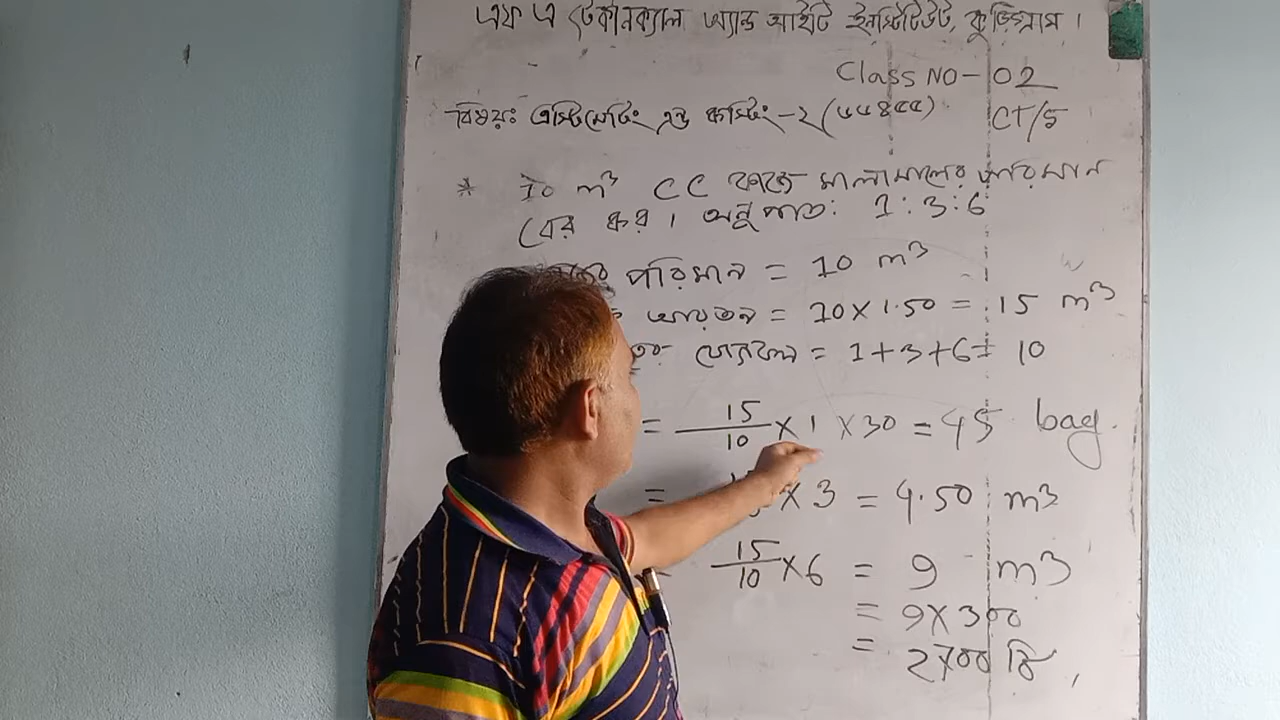 এফ এ টেকনিক্যাল অ্যান্ড আইটি ইনস্টিটিউট, কুড়িগ্রাম।
Class NO - 02
বিষয়ঃ এস্টিমেটিং এন্ড কস্টিং -২ (৬৬৪৫৫) CT/5
* 10 m³ CC কাজে মালামালের পরিমান
বের কর। অনুপাত: 1:3:6
পরিমান = 10 m³
আয়তন = 10 x 1.50 = 15 m³
যোগফল = 1+3+6= 10
= 15/10 x 1 x 30 = 45 bag.
= x 3 = 4.50 m³
15/10 x 6 = 9 m³
= 9 x 300
= 2700 টি